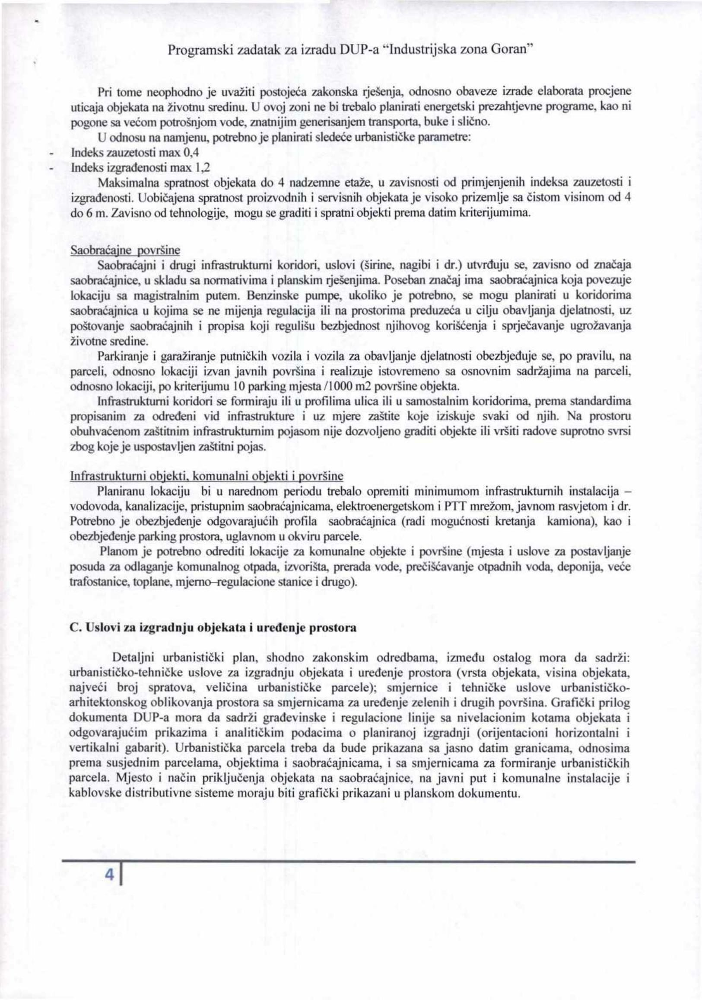 Programski zadatak za izradu DUP-a “Industrijska zona Goran”
Pri tome neophodno je uvažiti postojeća zakonska rješenja, odnosno obaveze izrade elaborata procjene
uticaja objekata na životnu sredinu. U ovoj zoni ne bi trebalo planirati energetski prezahtjevne programe, kao ni
pogone sa većom potrošnjom vode, znatnijim generisanjem transporta, buke i slično.
U odnosu na namjenu, potrebno je planirati sledeće urbanističke parametre:
- Indeks zauzetosti max 0,4
- Indeks izgrađenosti max 1,2
Maksimalna spratnost objekata do 4 nadzemne etaže, u zavisnosti od primjenjenih indeksa zauzetosti i
izgrađenosti. Uobičajena spratnost proizvodnih i servisnih objekata je visoko prizemlje sa čistom visinom od 4
do 6 m. Zavisno od tehnologije, mogu se graditi i spratni objekti prema datim kriterijumima.
Saobraćajne površine
Saobraćajni i drugi infrastrukturni koridori, uslovi (širine, nagibi i dr.) utvrđuju se, zavisno od značaja
saobraćajnice, u skladu sa normativima i planskim rješenjima. Poseban značaj ima saobraćajnica koja povezuje
lokaciju sa magistralnim putem. Benzinske pumpe, ukoliko je potrebno, se mogu planirati u koridorima
saobraćajnica u kojima se ne mijenja regulacija ili na prostorima preduzeća u cilju obavljanja djelatnosti, uz
poštovanje saobraćajnih i propisa koji regulišu bezbjednost njihovog korišćenja i sprječavanje ugrožavanja
životne sredine.
Parkiranje i garažiranje putničkih vozila i vozila za obavljanje djelatnosti obezbjeđuje se, po pravilu, na
parceli, odnosno lokaciji izvan javnih površina i realizuje istovremeno sa osnovnim sadržajima na parceli,
odnosno lokaciji, po kriterijumu 10 parking mjesta /1000 m2 površine objekta.
Infrastrukturni koridori se formiraju ili u profilima ulica ili u samostalnim koridorima, prema standardima
propisanim za određeni vid infrastrukture i uz mjere zaštite koje iziskuje svaki od njih. Na prostoru
obuhvaćenom zaštitnim infrastrukturnim pojasom nije dozvoljeno graditi objekte ili vršiti radove suprotno svrsi
zbog koje je uspostavljen zaštitni pojas.
Infrastrukturni objekti, komunalni objekti i površine
Planiranu lokaciju bi u narednom periodu trebalo opremiti minimumom infrastrukturnih instalacija –
vodovoda, kanalizacije, pristupnim saobraćajnicama, elektroenergetskom i PTT mrežom, javnom rasvjetom i dr.
Potrebno je obezbjeđenje odgovarajućih profila saobraćajnica (radi mogućnosti kretanja kamiona), kao i
obezbjeđenje parking prostora, uglavnom u okviru parcele.
Planom je potrebno odrediti lokacije za komunalne objekte i površine (mjesta i uslove za postavljanje
posuda za odlaganje komunalnog otpada, izvorišta, prerada vode, prečišćavanje otpadnih voda, deponija, veće
trafostanice, toplane, mjerno–regulacione stanice i drugo).
C. Uslovi za izgradnju objekata i uređenje prostora
Detaljni urbanistički plan, shodno zakonskim odredbama, između ostalog mora da sadrži:
urbanističko-tehničke uslove za izgradnju objekata i uređenje prostora (vrsta objekata, visina objekata,
najveći broj spratova, veličina urbanističke parcele); smjernice i tehničke uslove urbanističko-
arhitektonskog oblikovanja prostora sa smjernicama za uređenje zelenih i drugih površina. Grafički prilog
dokumenta DUP-a mora da sadrži građevinske i regulacione linije sa nivelacionim kotama objekata i
odgovarajućim prikazima i analitičkim podacima o planiranoj izgradnji (orijentacioni horizontalni i
vertikalni gabarit). Urbanistička parcela treba da bude prikazana sa jasno datim granicama, odnosima
prema susjednim parcelama, objektima i saobraćajnicama, i sa smjernicama za formiranje urbanističkih
parcela. Mjesto i način priključenja objekata na saobraćajnice, na javni put i komunalne instalacije i
kablovske distributivne sisteme moraju biti grafički prikazani u planskom dokumentu.
4